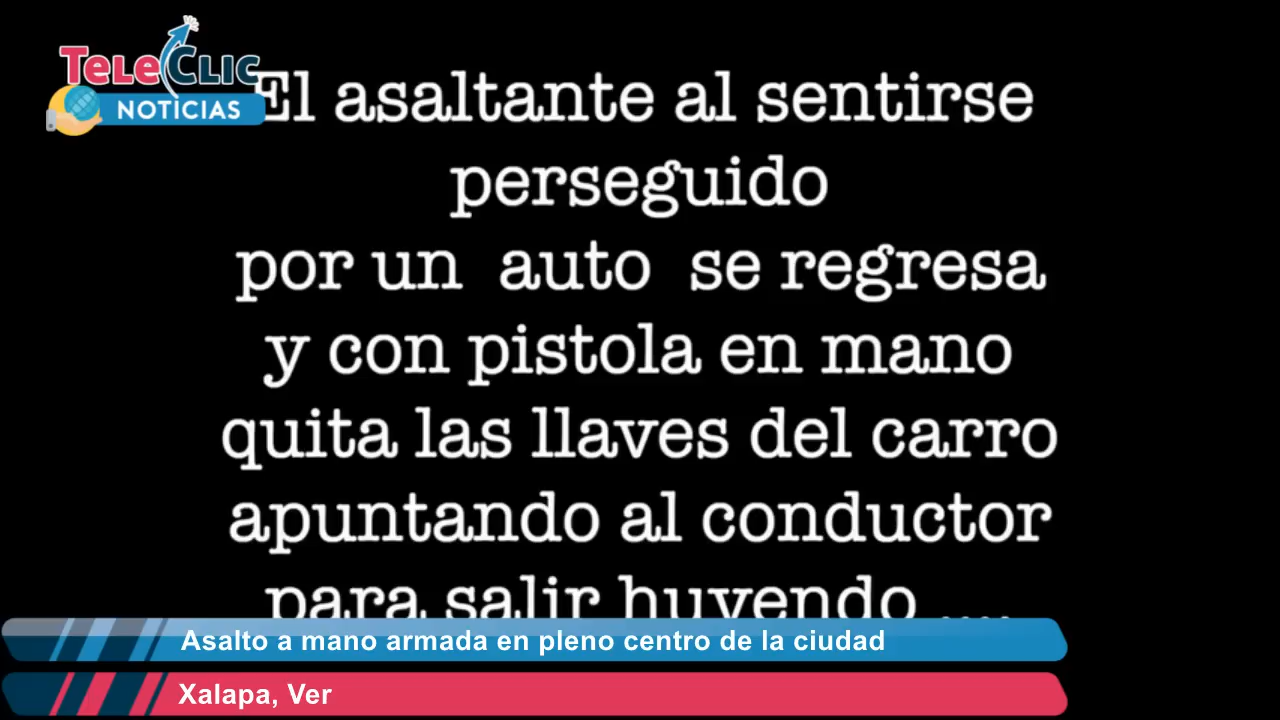 TELECLIC
NOTICIAS
El asaltante al sentirse
perseguido
por un auto se regresa
y con pistola en mano
quita las llaves del carro
apuntando al conductor
para salir huyendo ....
Asalto a mano armada en pleno centro de la ciudad
Xalapa, Ver